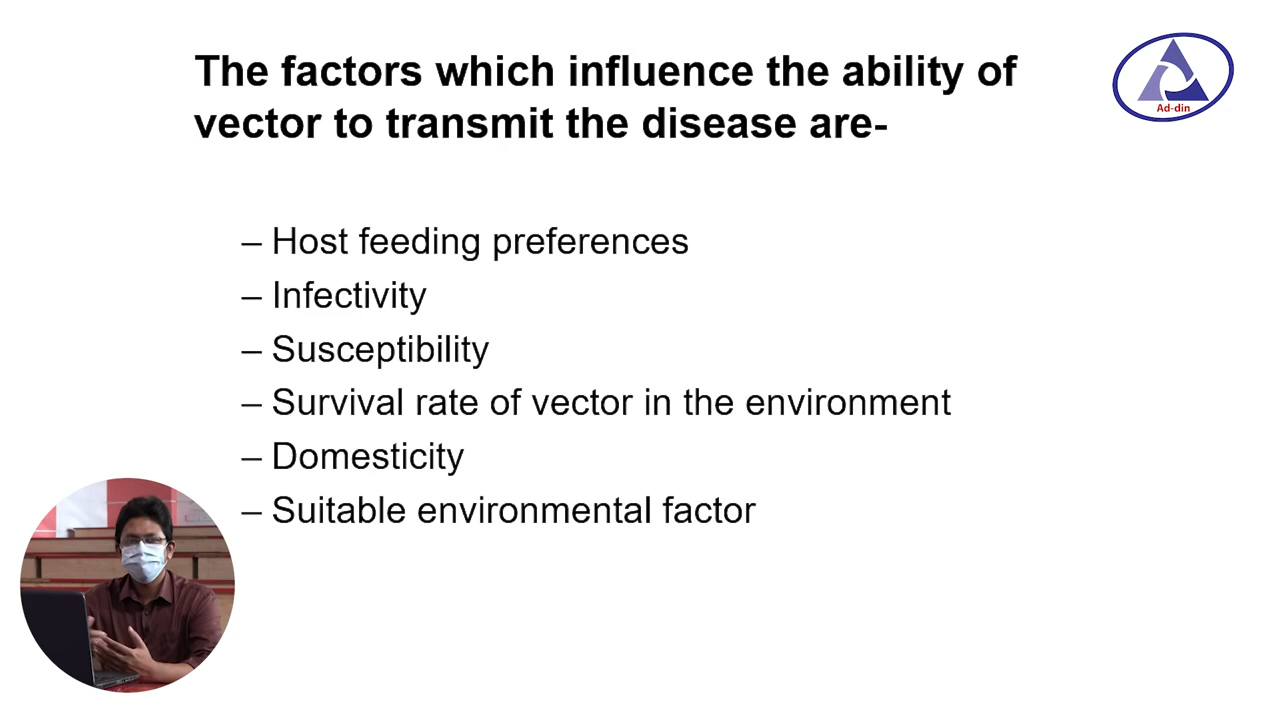 The factors which influence the ability of
vector to transmit the disease are-
Ad-din
– Host feeding preferences
– Infectivity
– Susceptibility
– Survival rate of vector in the environment
– Domesticity
– Suitable environmental factor